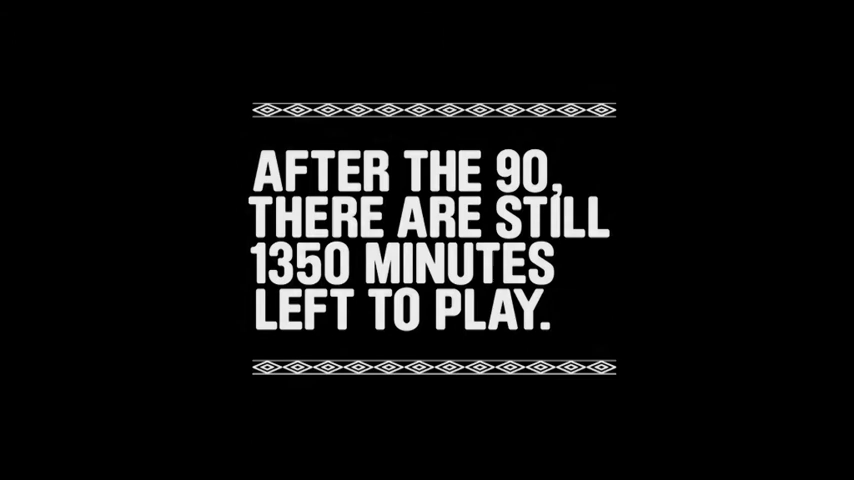 AFTER THE 90,
THERE ARE STILL
1350 MINUTES
LEFT TO PLAY.